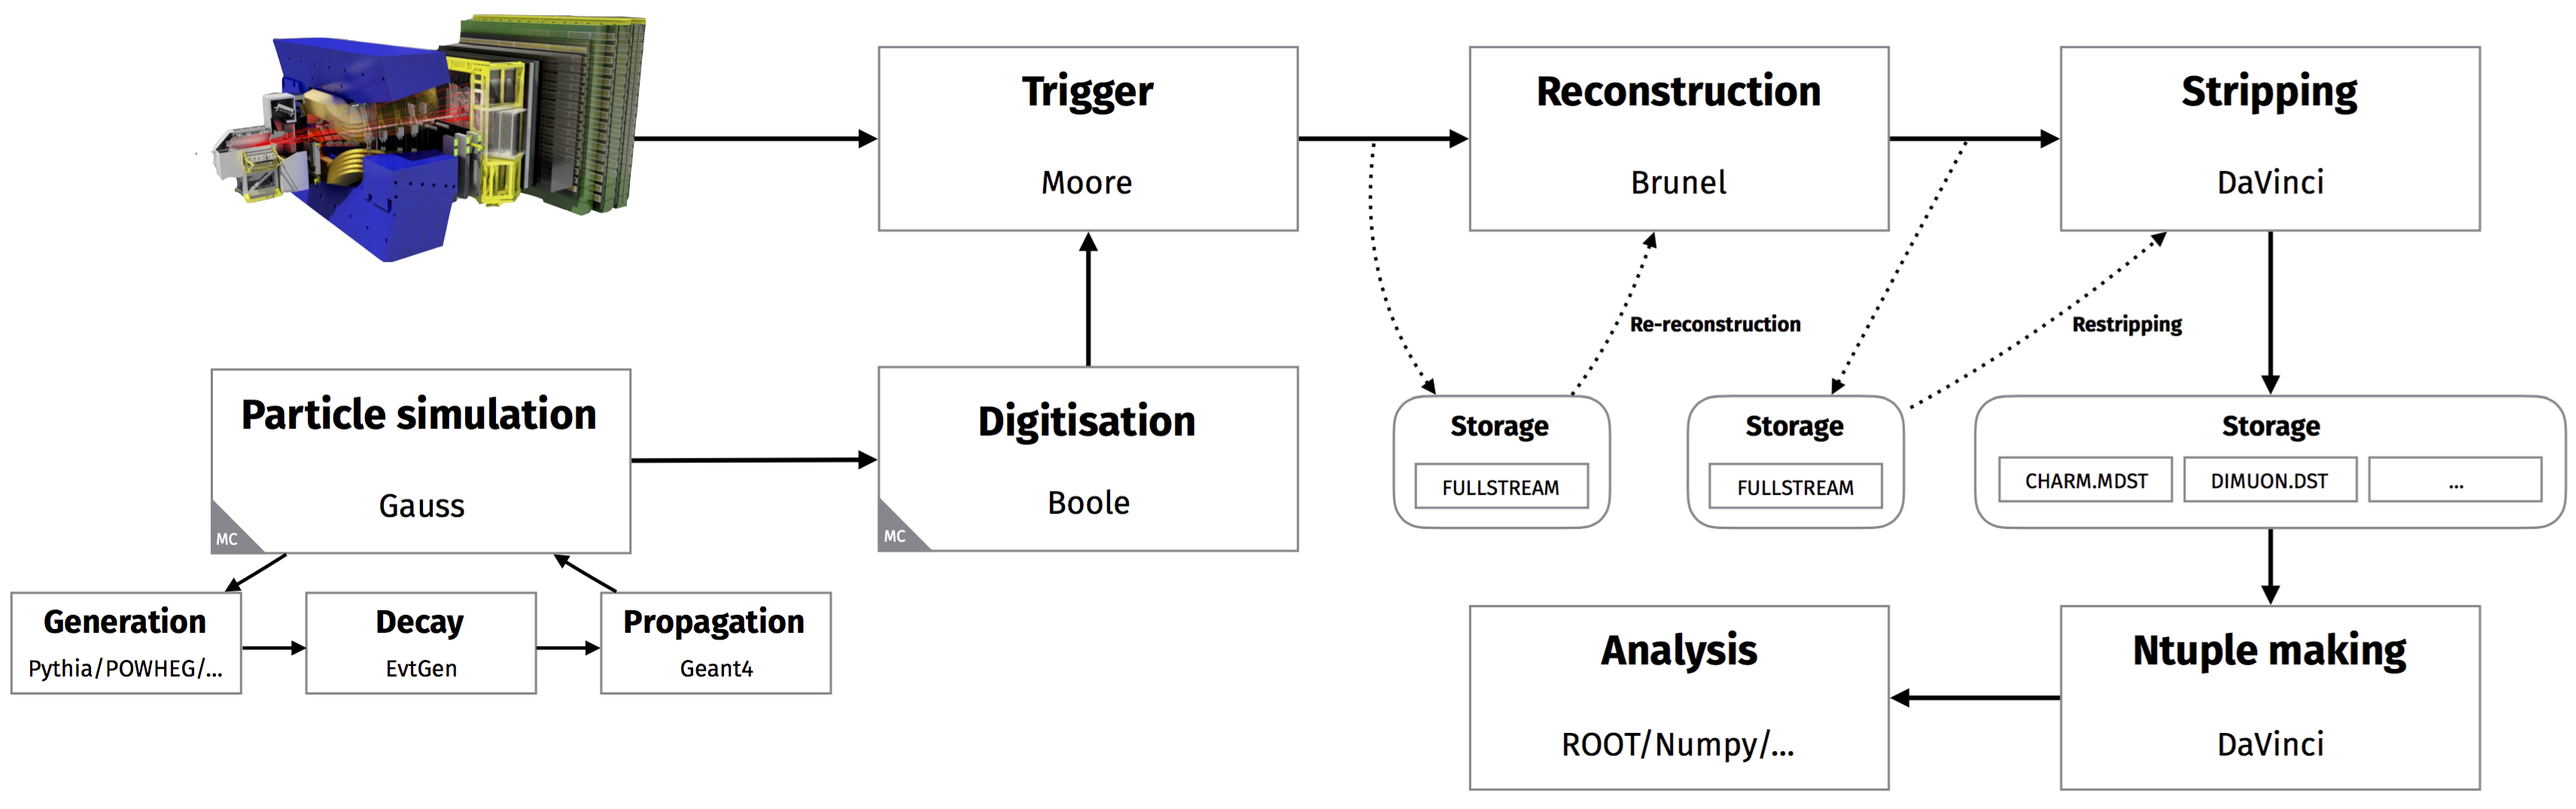 Trigger
Moore
Reconstruction
Brunel
Stripping
DaVinci
Re-reconstruction
Restripping
Particle simulation
Gauss
MC
Digitisation
Boole
MC
Storage
FULLSTREAM
Storage
FULLSTREAM
Storage
CHARM.MDST
DIMUON.DST
...
Generation
Pythia/POWHEG/...
Decay
EvtGen
Propagation
Geant4
Analysis
ROOT/Numpy/...
Ntuple making
DaVinci